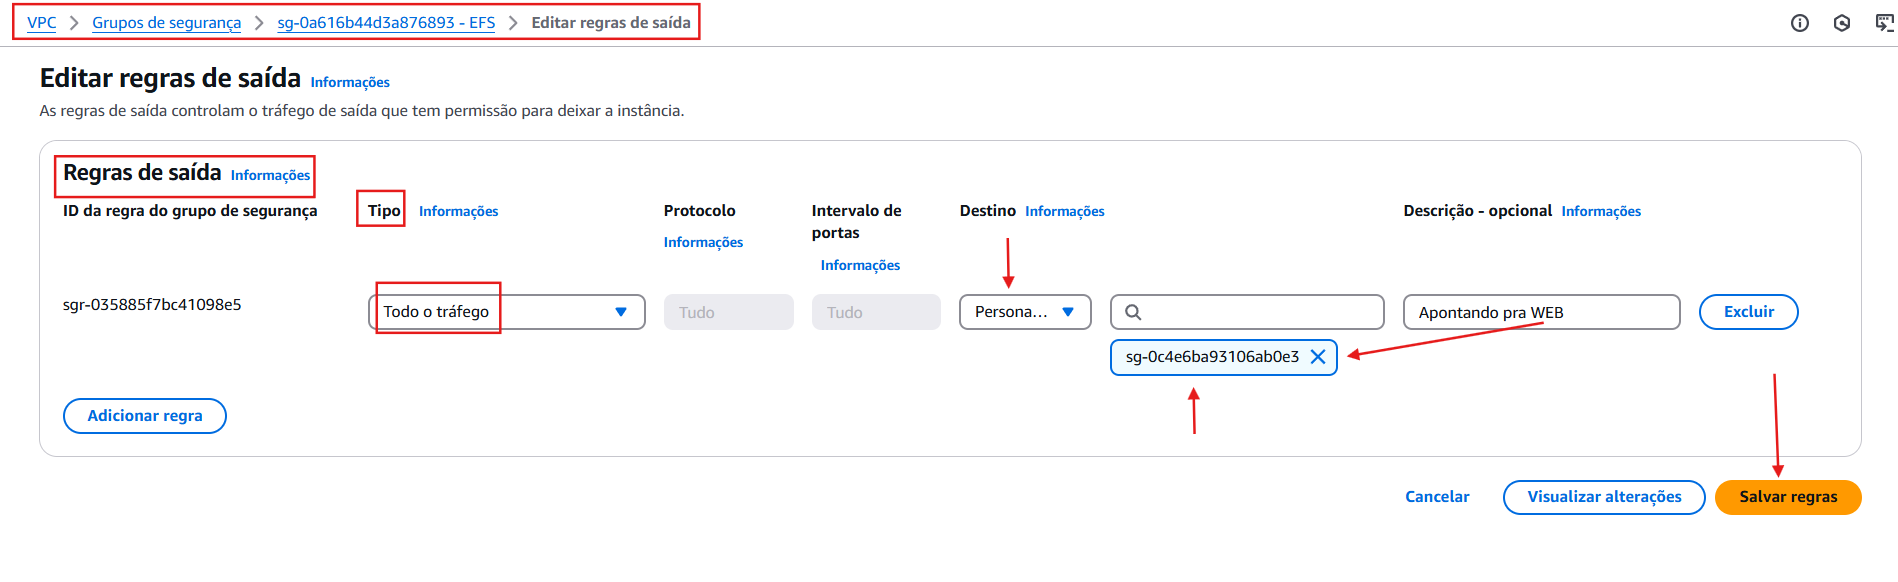 VPC > Grupos de segurança > sg-0a616b44d3a876893 - EFS > Editar regras de saída
Editar regras de saída Informações
As regras de saída controlam o tráfego de saída que tem permissão para deixar a instância.
Regras de saída Informações
ID da regra do grupo de segurança Tipo Informações Protocolo Informações Intervalo de portas Informações Destino Informações Descrição - opcional Informações
sgr-035885f7bc41098e5 Todo o tráfego Tudo Tudo Persona... Apontando pra WEB Excluir
sg-0c4e6ba93106ab0e3
Adicionar regra
Cancelar Visualizar alterações Salvar regras